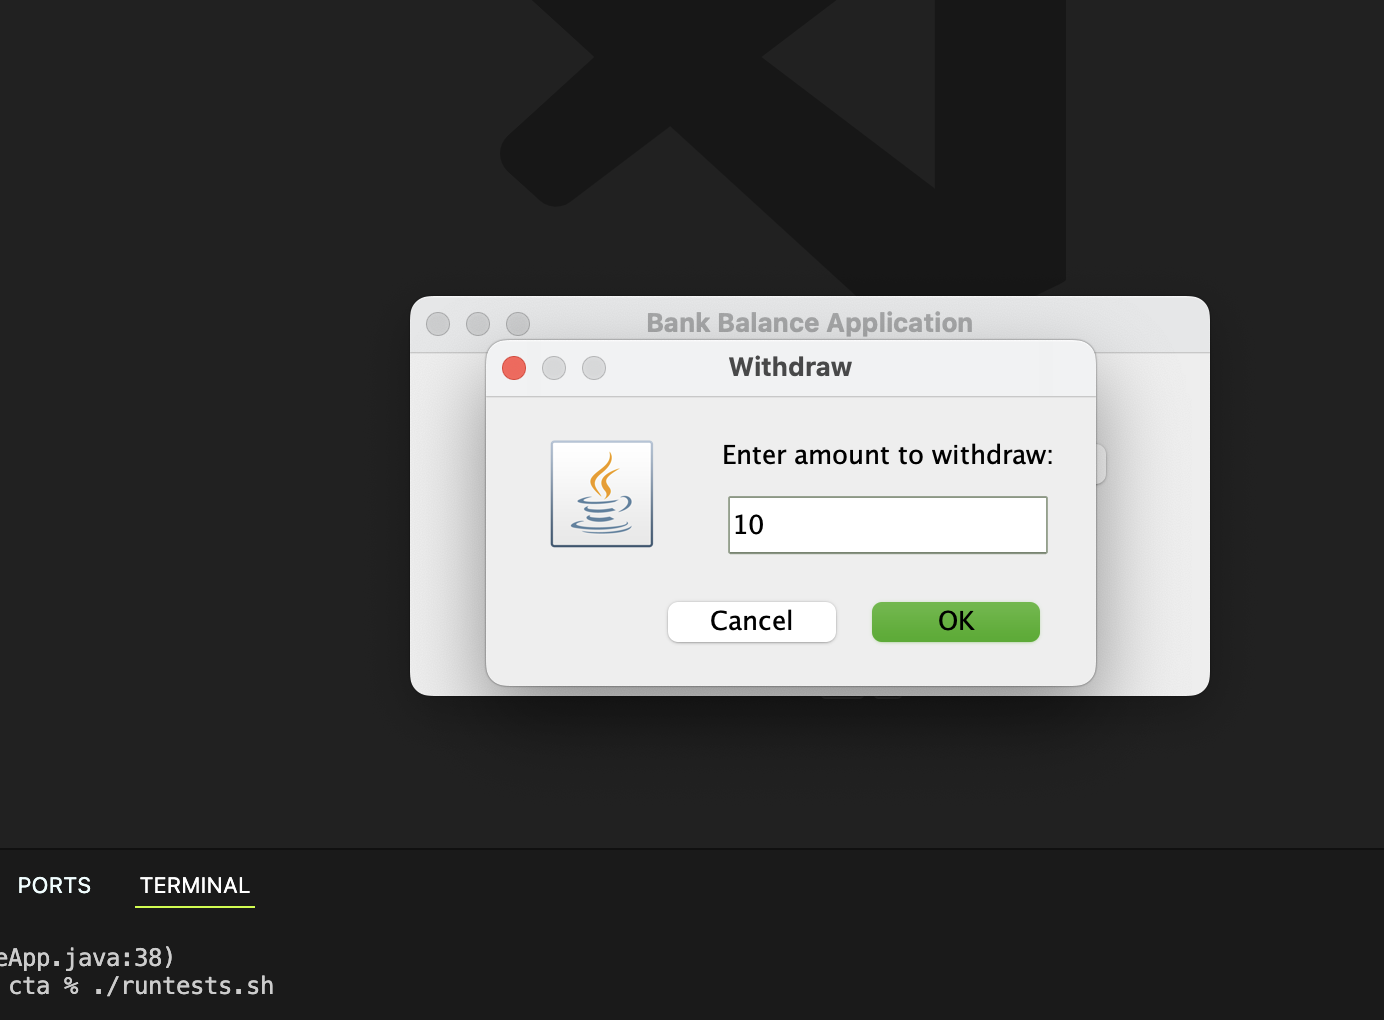 Bank Balance Application
Withdraw
Enter amount to withdraw:
10
Cancel
OK
PORTS
TERMINAL
eApp.java:38)
cta % ./runtests.sh